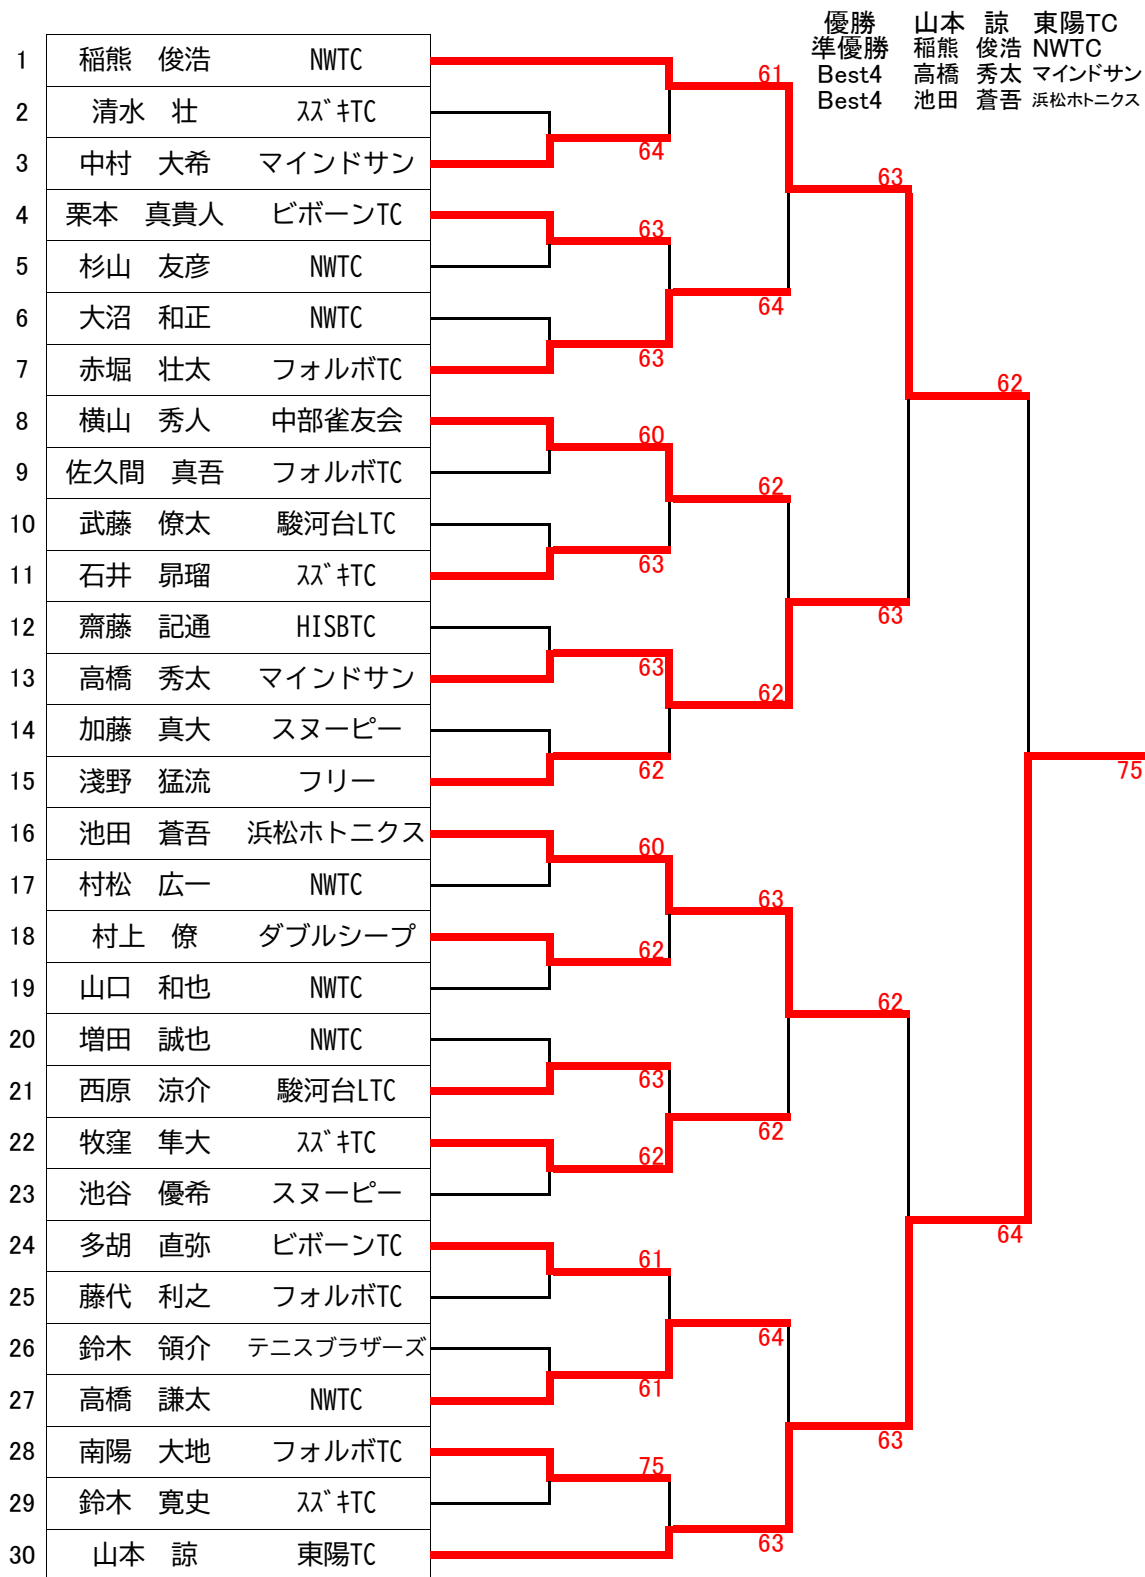 優勝 山本 諒 東陽TC
準優勝 稲熊 俊浩 NWTC
Best4 高橋 秀太 マインドサン
Best4 池田 蒼吾 浜松ホトニクス
1 稲熊 俊浩 NWTC
2 清水 壮 ｽｽﾞｷTC
3 中村 大希 マインドサン
4 栗本 真貴人 ビボーンTC
5 杉山 友彦 NWTC
6 大沼 和正 NWTC
7 赤堀 壮太 フォルボTC
8 横山 秀人 中部雀友会
9 佐久間 真吾 フォルボTC
10 武藤 僚太 駿河台LTC
11 石井 昴瑠 ｽｽﾞｷTC
12 齋藤 記通 HISBTC
13 高橋 秀太 マインドサン
14 加藤 真大 スヌーピー
15 淺野 猛流 フリー
16 池田 蒼吾 浜松ホトニクス
17 村松 広一 NWTC
18 村上 僚 ダブルシープ
19 山口 和也 NWTC
20 増田 誠也 NWTC
21 西原 涼介 駿河台LTC
22 牧窪 隼大 ｽｽﾞｷTC
23 池谷 優希 スヌーピー
24 多胡 直弥 ビボーンTC
25 藤代 利之 フォルボTC
26 鈴木 領介 テニスブラザーズ
27 高橋 謙太 NWTC
28 南陽 大地 フォルボTC
29 鈴木 寛史 ｽｽﾞｷTC
30 山本 諒 東陽TC
64
63
63
60
63
63
62
60
62
63
62
61
61
75
61
64
62
62
63
62
64
63
63
63
62
63
62
64
75